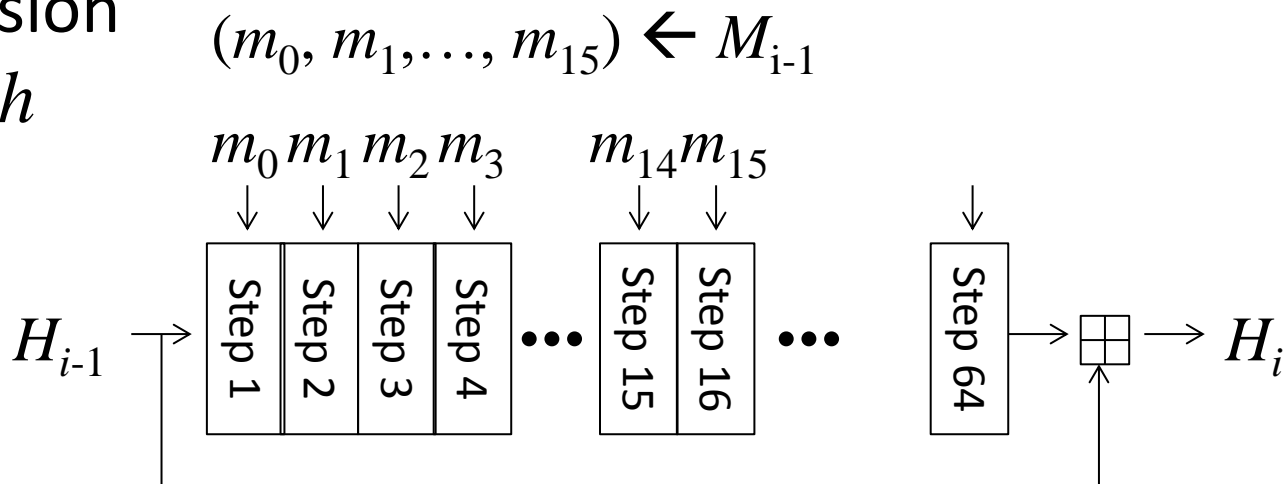 sion
(m₀, m₁,…, m₁₅) ← Mᵢ₋₁
h
m₀ m₁ m₂ m₃ m₁₄ m₁₅
Step 1 Step 2 Step 3 Step 4 ••• Step 15 Step 16 ••• Step 64
Hᵢ₋₁ Hᵢ